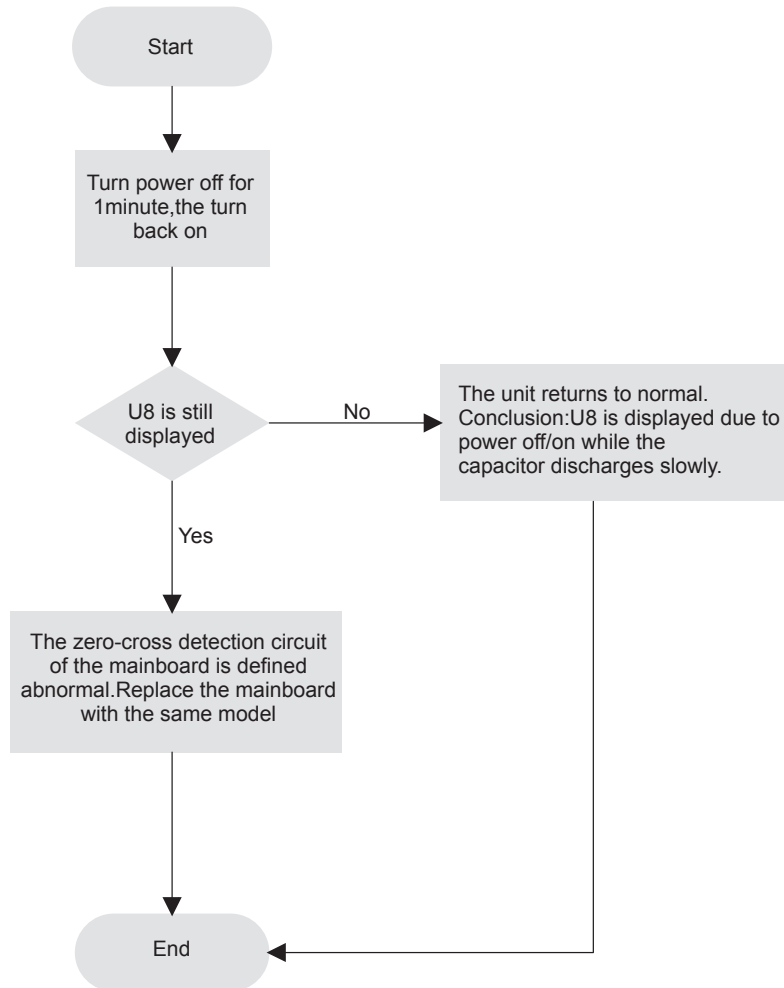 Start
Turn power off for
1minute,the turn
back on
U8 is still
displayed
No
The unit returns to normal.
Conclusion:U8 is displayed due to
power off/on while the
capacitor discharges slowly.
Yes
The zero-cross detection circuit
of the mainboard is defined
abnormal.Replace the mainboard
with the same model
End